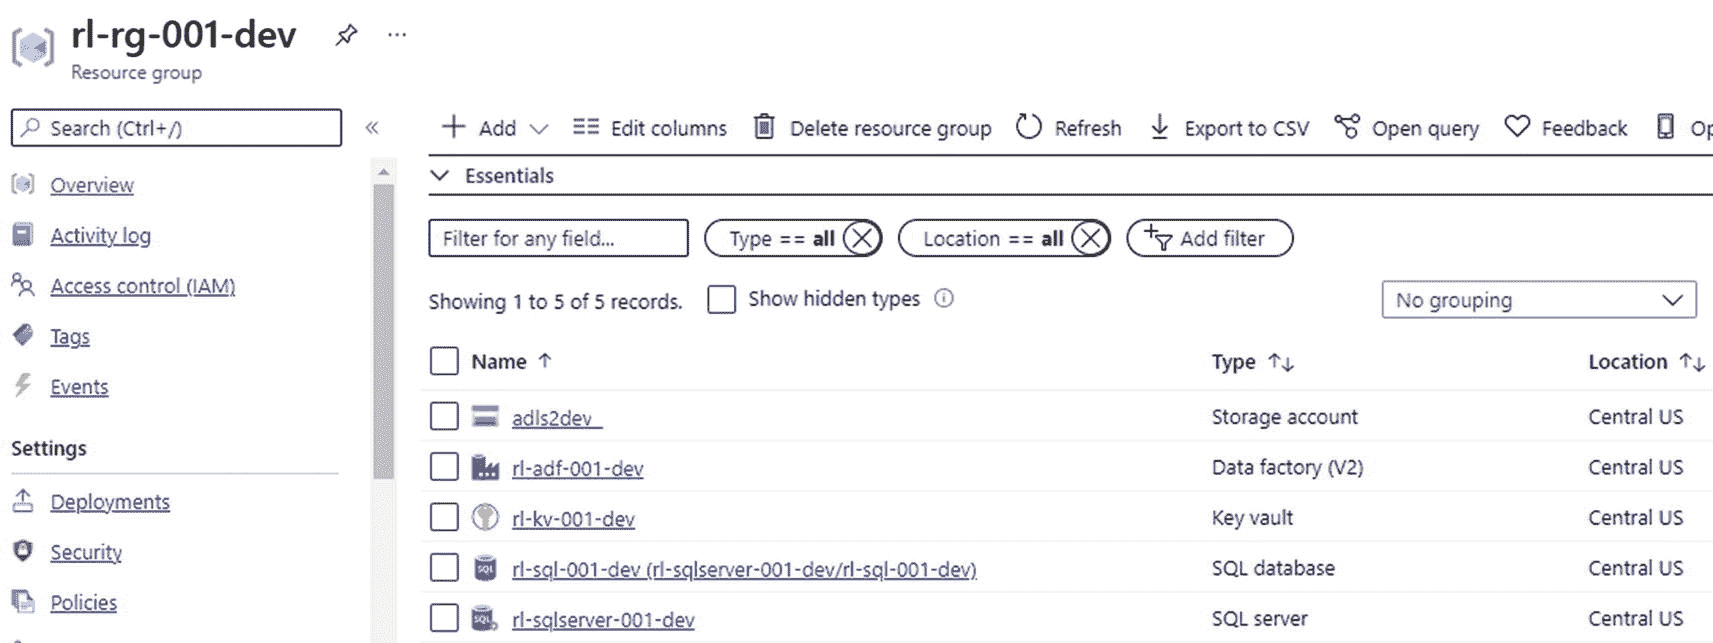 rl-rg-001-dev ...
Resource group
Search (Ctrl+/) «
Overview
Activity log
Access control (IAM)
Tags
Events
Settings
Deployments
Security
Policies
Add Edit columns Delete resource group Refresh Export to CSV Open query Feedback Op
Essentials
Filter for any field... Type == all Location == all Add filter
Showing 1 to 5 of 5 records. Show hidden types No grouping
Name ↑ Type ↑↓ Location ↑↓
adls2dev Storage account Central US
rl-adf-001-dev Data factory (V2) Central US
rl-kv-001-dev Key vault Central US
rl-sql-001-dev (rl-sqlserver-001-dev/rl-sql-001-dev) SQL database Central US
rl-sqlserver-001-dev SQL server Central US